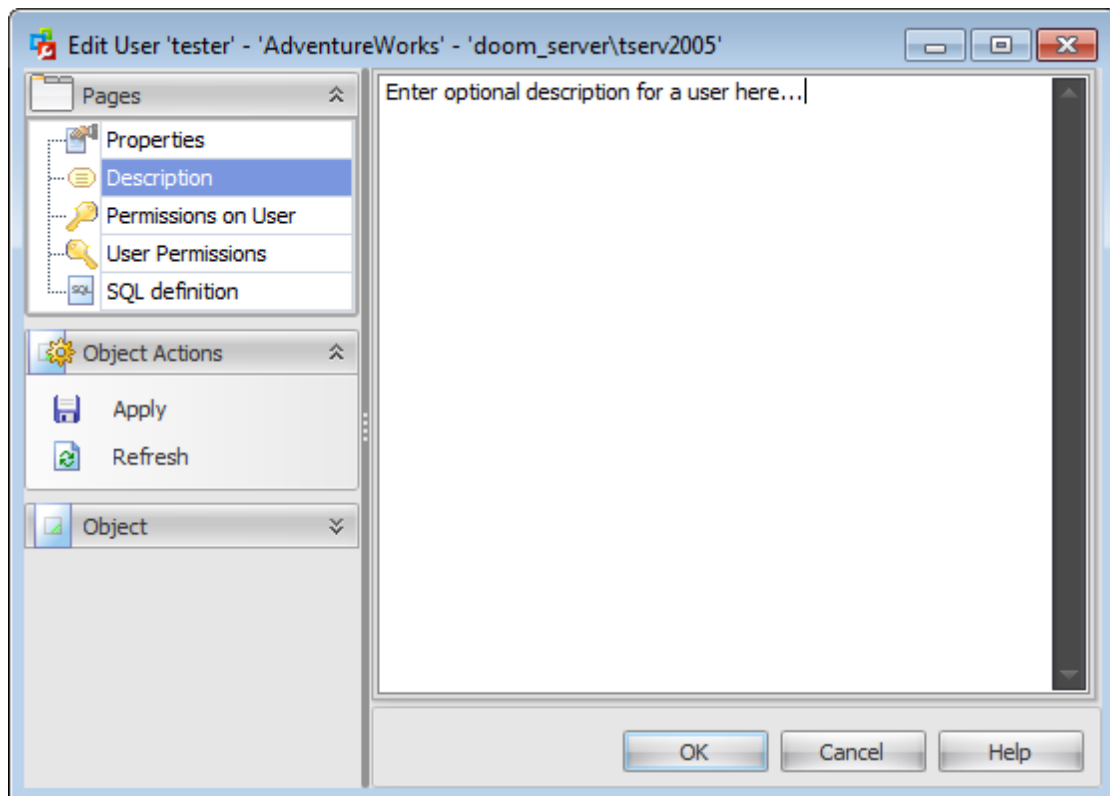 Edit User 'tester' - 'AdventureWorks' - 'doom_server\tserv2005'
Pages
Properties
Description
Permissions on User
User Permissions
SQL
SQL definition
Object Actions
Apply
Refresh
Object
Enter optional description for a user here...
OK
Cancel
Help